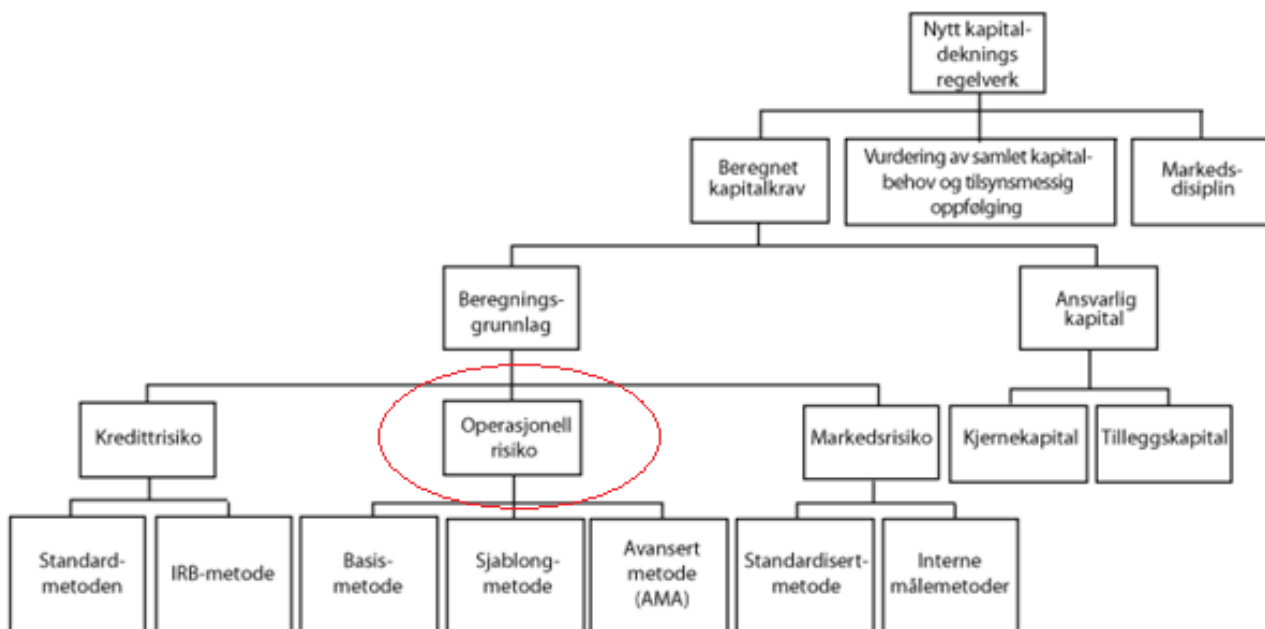 Nytt kapital-
deknings
regelverk
Beregnet
kapitalkrav
Vurdering av samlet kapital-
behov og tilsynsmessig
oppfølging
Markeds-
disiplin
Beregnings-
grunnlag
Ansvarlig
kapital
Kredittrisiko
Operasjonell
risiko
Markedsrisiko
Kjernekapital
Tilleggskapital
Standard-
metoden
IRB-metode
Basis-
metode
Sjablong-
metode
Avansert
metode
(AMA)
Standardisert-
metode
Interne
målemetoder